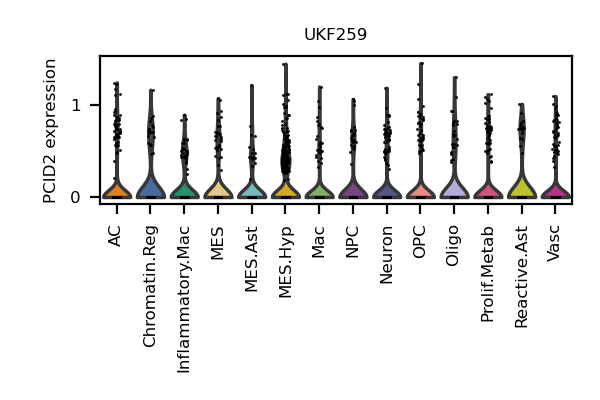 UKF259
PCID2 expression
1
0
AC
Chromatin.Reg
Inflammatory.Mac
MES
MES.Ast
MES.Hyp
Mac
NPC
Neuron
OPC
Oligo
Prolif.Metab
Reactive.Ast
Vasc